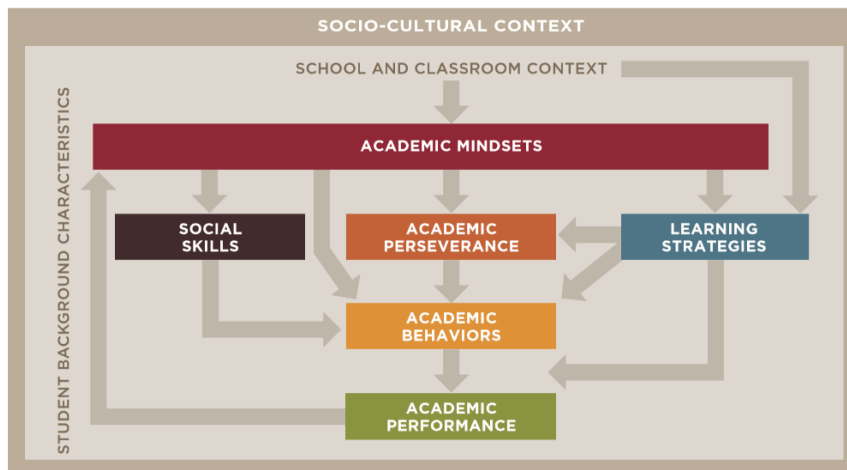 SOCIO-CULTURAL CONTEXT
SCHOOL AND CLASSROOM CONTEXT
STUDENT BACKGROUND CHARACTERISTICS
ACADEMIC MINDSETS
SOCIAL
SKILLS
ACADEMIC
PERSEVERANCE
LEARNING
STRATEGIES
ACADEMIC
BEHAVIORS
ACADEMIC
PERFORMANCE